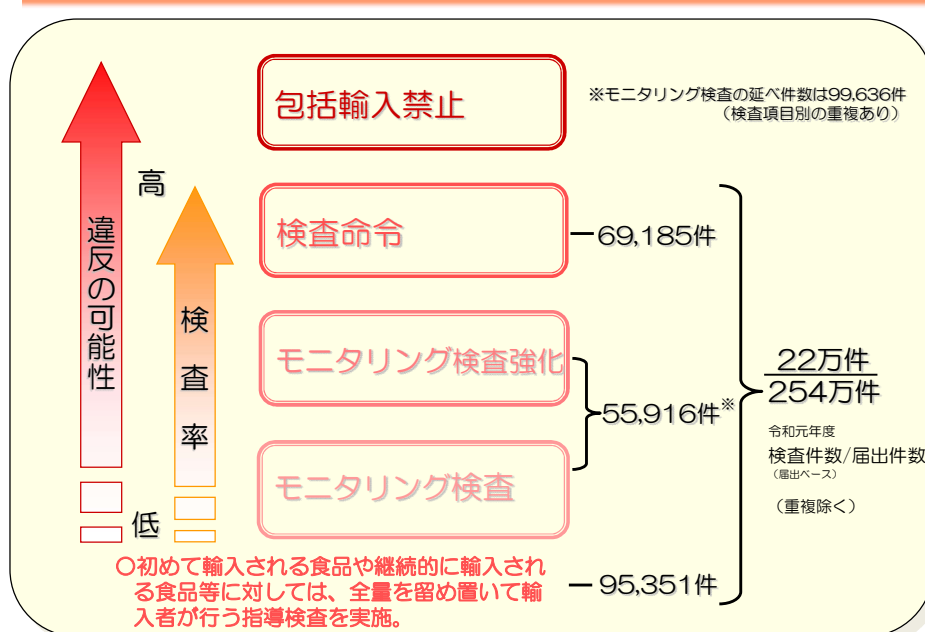 包括輸入禁止
※モニタリング検査の延べ件数は99,636件
（検査項目別の重複あり）
高
違反の可能性
検査率
検査命令
69,185件
モニタリング検査強化
55,916件※
22万件
254万件
令和元年度
検査件数/届出件数
（届出ベース）
（重複除く）
モニタリング検査
低
○初めて輸入される食品や継続的に輸入され
る食品等に対しては、全量を留め置いて輸
入者が行う指導検査を実施。
95,351件